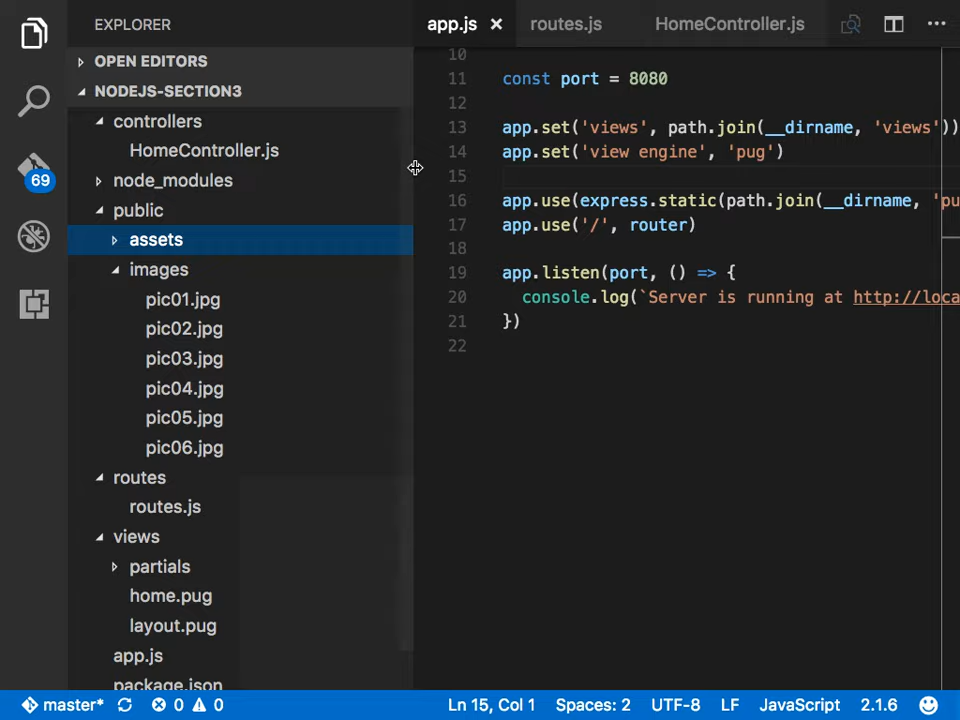 EXPLORER
OPEN EDITORS
NODEJS-SECTION3
controllers
HomeController.js
node_modules
public
assets
images
pic01.jpg
pic02.jpg
pic03.jpg
pic04.jpg
pic05.jpg
pic06.jpg
routes
routes.js
views
partials
home.pug
layout.pug
app.js
package.json
69
app.js routes.js HomeController.js
10
11 const port = 8080
12
13 app.set('views', path.join(__dirname, 'views'))
14 app.set('view engine', 'pug')
15
16 app.use(express.static(path.join(__dirname, 'pu
17 app.use('/', router)
18
19 app.listen(port, () => {
20 console.log(`Server is running at http://loca
21 })
22
master* 0 0 Ln 15, Col 1 Spaces: 2 UTF-8 LF JavaScript 2.1.6